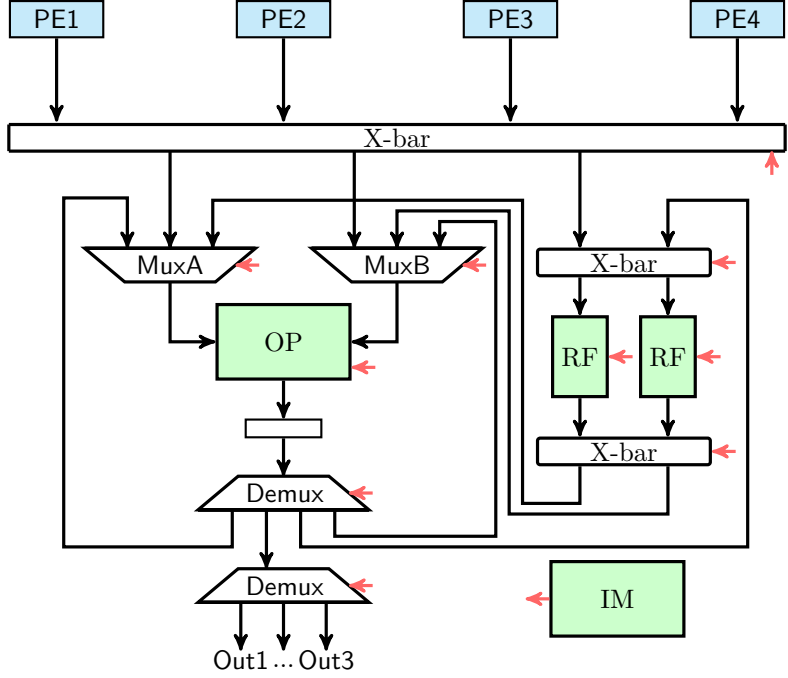 PE1 PE2 PE3 PE4
X-bar
MuxA MuxB X-bar
OP RF RF
X-bar
Demux
Demux IM
Out1 ... Out3